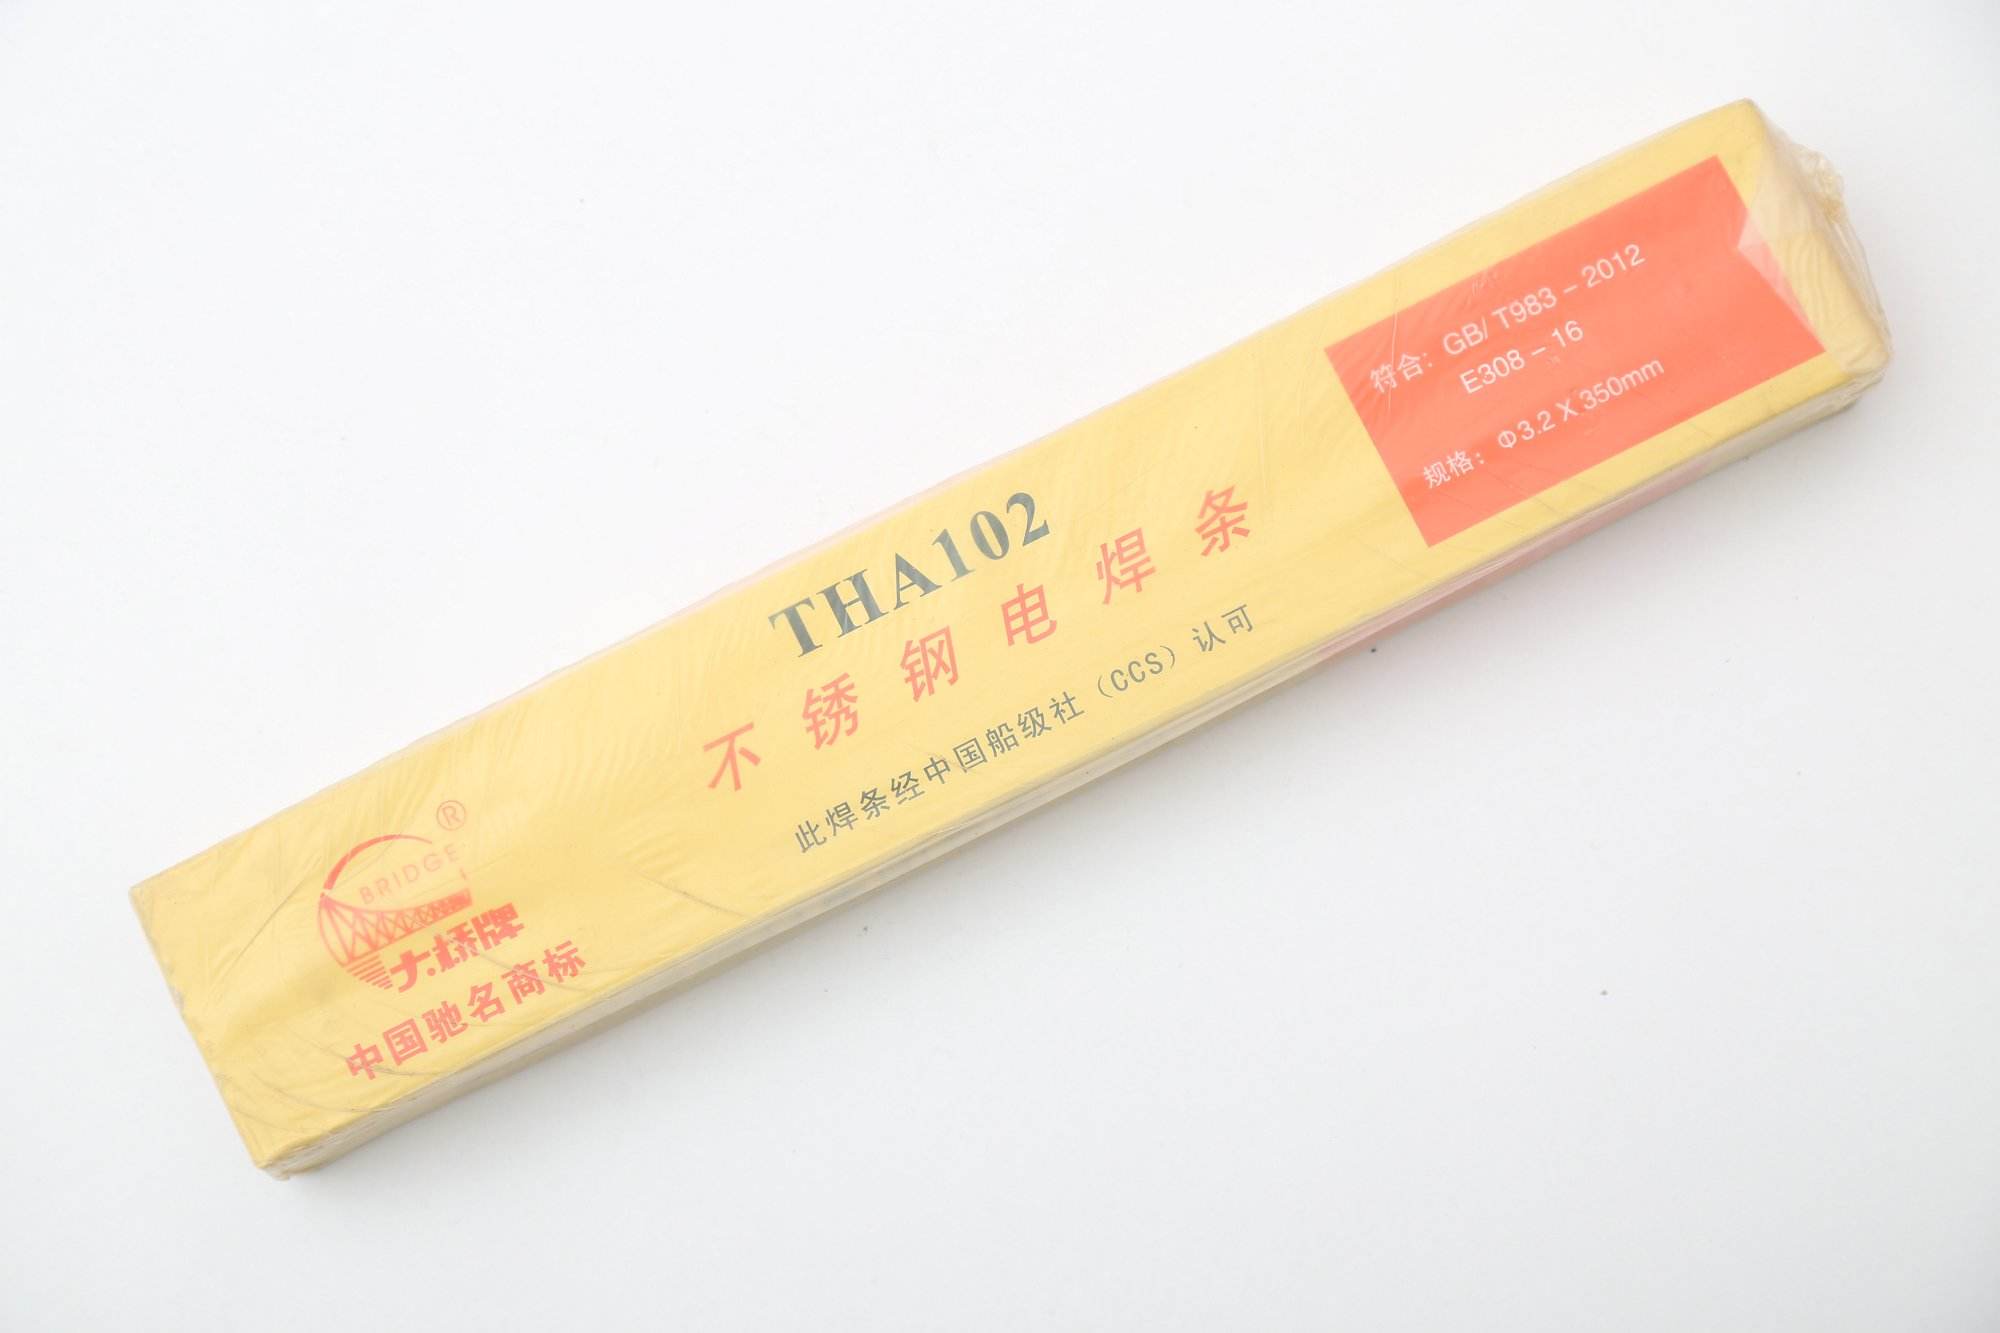 BRIDGE ®
大桥牌
中国驰名商标
THA102
不锈钢电焊条
此焊条经中国船级社（CCS）认可
符合：GB/T983－2012
E308－16
规格：Φ3.2 X 350mm